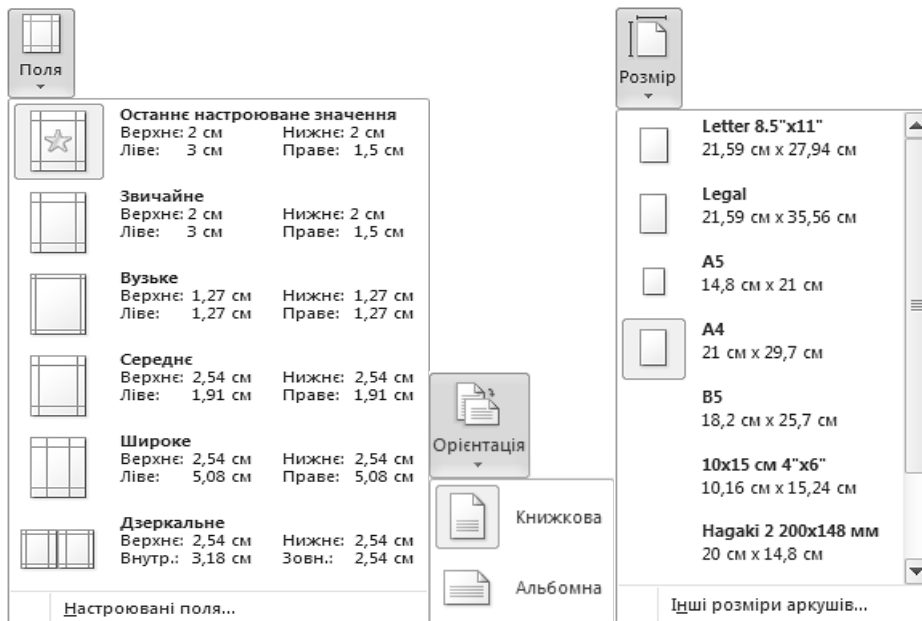 Поля
Останнє настроюване значення
Верхнє: 2 см Нижнє: 2 см
Ліве: 3 см Праве: 1,5 см
Звичайне
Верхнє: 2 см Нижнє: 2 см
Ліве: 3 см Праве: 1,5 см
Вузьке
Верхнє: 1,27 см Нижнє: 1,27 см
Ліве: 1,27 см Праве: 1,27 см
Середнє
Верхнє: 2,54 см Нижнє: 2,54 см
Ліве: 1,91 см Праве: 1,91 см
Широке
Верхнє: 2,54 см Нижнє: 2,54 см
Ліве: 5,08 см Праве: 5,08 см
Дзеркальне
Верхнє: 2,54 см Нижнє: 2,54 см
Внутр.: 3,18 см Зовн.: 2,54 см
Настроювані поля...
Орієнтація
Книжкова
Альбомна
Розмір
Letter 8.5"x11"
21,59 см x 27,94 см
Legal
21,59 см x 35,56 см
A5
14,8 см x 21 см
A4
21 см x 29,7 см
B5
18,2 см x 25,7 см
10x15 см 4"x6"
10,16 см x 15,24 см
Hagaki 2 200x148 мм
20 см x 14,8 см
Інші розміри аркушів...